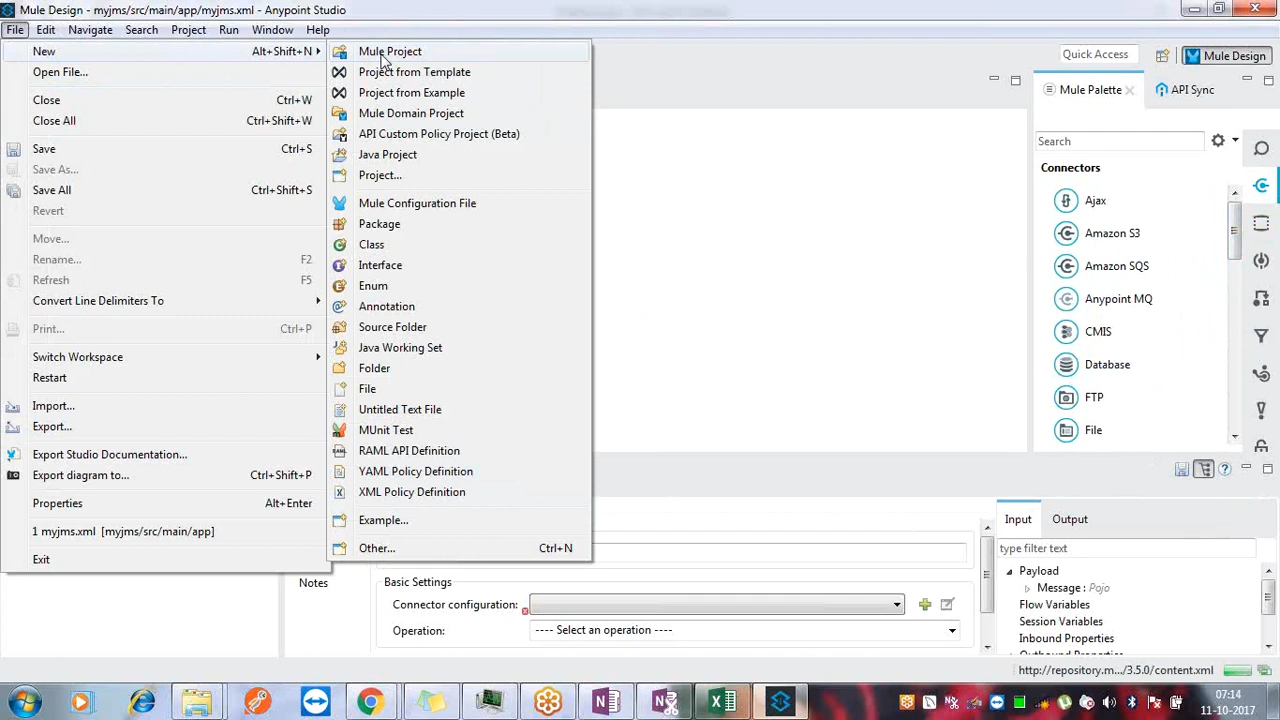 Mule Design - myjms/src/main/app/myjms.xml - Anypoint Studio
File Edit Navigate Search Project Run Window Help
New Alt+Shift+N
Open File...
Close Ctrl+W
Close All Ctrl+Shift+W
Save Ctrl+S
Save As...
Save All Ctrl+Shift+S
Revert
Move...
Rename... F2
Refresh F5
Convert Line Delimiters To
Print... Ctrl+P
Switch Workspace
Restart
Import...
Export...
Export Studio Documentation...
Export diagram to... Ctrl+Shift+P
Properties Alt+Enter
1 myjms.xml [myjms/src/main/app]
Exit
Mule Project
Project from Template
Project from Example
Mule Domain Project
API Custom Policy Project (Beta)
Java Project
Project...
Mule Configuration File
Package
Class
Interface
Enum
Annotation
Source Folder
Java Working Set
Folder
File
Untitled Text File
MUnit Test
RAML API Definition
YAML Policy Definition
XML Policy Definition
Example...
Other... Ctrl+N
Quick Access
Mule Design
Mule Palette
API Sync
Search
Connectors
Ajax
Amazon S3
Amazon SQS
Anypoint MQ
CMIS
Database
FTP
File
Notes
Basic Settings
Connector configuration:
Operation: ---- Select an operation ----
Input Output
type filter text
Payload
Message : Pojo
Flow Variables
Session Variables
Inbound Properties
http://repository.m.../3.5.0/content.xml
07:14
11-10-2017